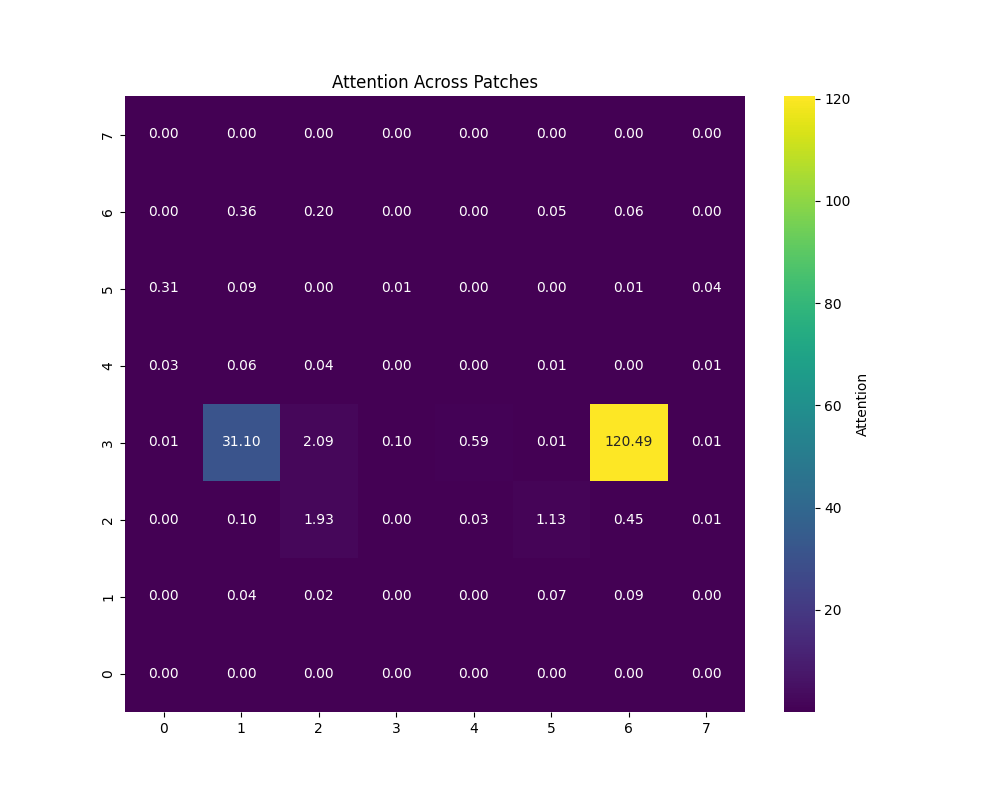 Attention Across Patches
7 0.00 0.00 0.00 0.00 0.00 0.00 0.00 0.00
6 0.00 0.36 0.20 0.00 0.00 0.05 0.06 0.00
5 0.31 0.09 0.00 0.01 0.00 0.00 0.01 0.04
4 0.03 0.06 0.04 0.00 0.00 0.01 0.00 0.01
3 0.01 31.10 2.09 0.10 0.59 0.01 120.49 0.01
2 0.00 0.10 1.93 0.00 0.03 1.13 0.45 0.01
1 0.00 0.04 0.02 0.00 0.00 0.07 0.09 0.00
0 0.00 0.00 0.00 0.00 0.00 0.00 0.00 0.00
0 1 2 3 4 5 6 7
120
100
80
60
40
20
Attention